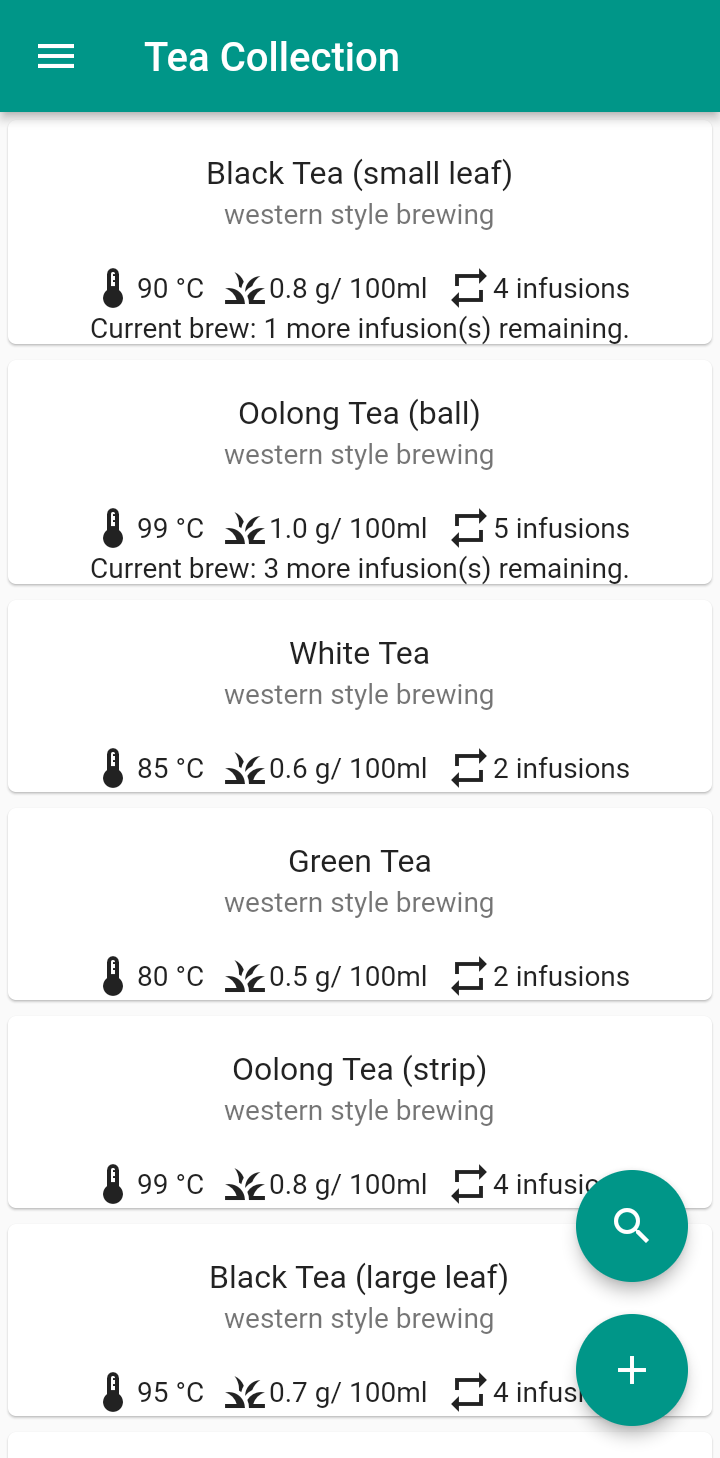 Tea Collection
Black Tea (small leaf)
western style brewing
90 °C 0.8 g/ 100ml 4 infusions
Current brew: 1 more infusion(s) remaining.
Oolong Tea (ball)
western style brewing
99 °C 1.0 g/ 100ml 5 infusions
Current brew: 3 more infusion(s) remaining.
White Tea
western style brewing
85 °C 0.6 g/ 100ml 2 infusions
Green Tea
western style brewing
80 °C 0.5 g/ 100ml 2 infusions
Oolong Tea (strip)
western style brewing
99 °C 0.8 g/ 100ml 4
Black Tea (large leaf)
western style brewing
95 °C 0.7 g/ 100ml 4